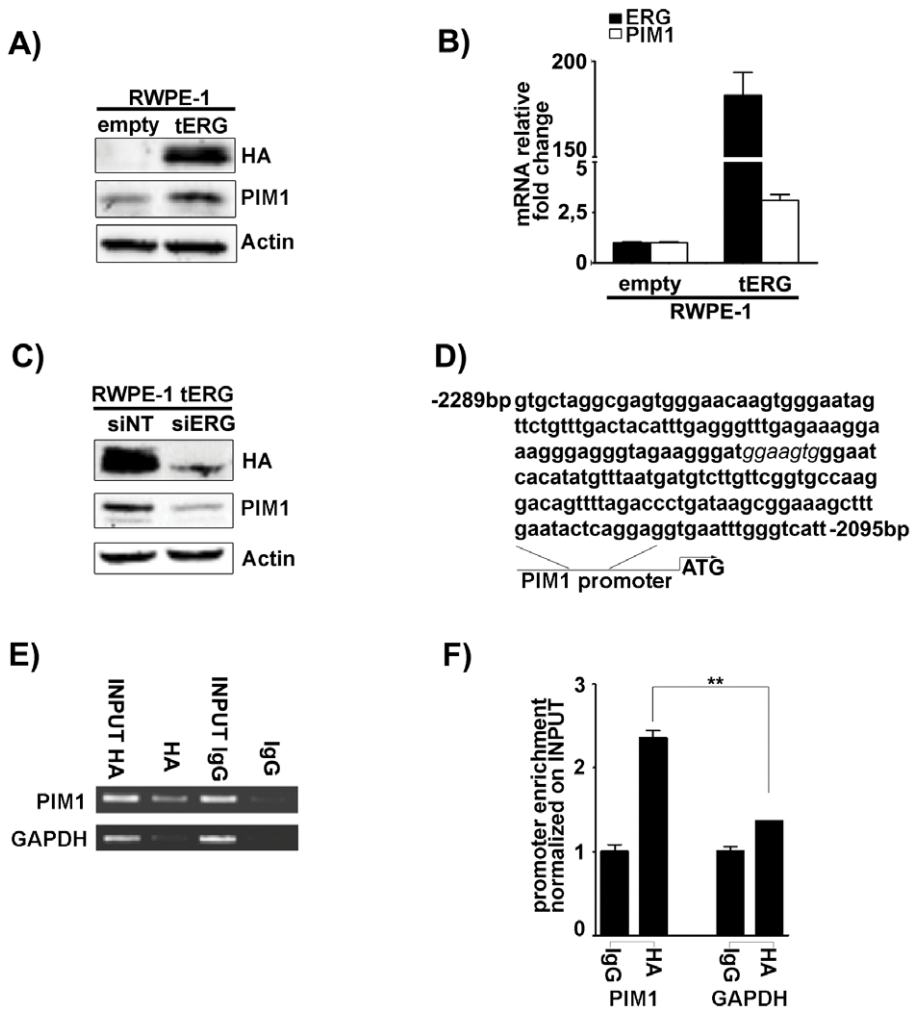 A)
RWPE-1
empty tERG
HA
PIM1
Actin
B)
ERG
PIM1
mRNA relative
fold change
200
150
5
2,5
0
empty tERG
RWPE-1
C)
RWPE-1 tERG
siNT siERG
HA
PIM1
Actin
D)
-2289bp gtgctaggcgagtgggaacaagtgggaatag
ttctgtttgactacatttgagggtttgagaaagga
aagggagggtagaagggatggaagtgggaat
cacatatgtttaatgatgtcttgttcggtgccaag
gacagttttagaccctgataagcggaaagcttt
gaatactcaggaggtgaatttgggtcatt -2095bp
ATG
PIM1 promoter
E)
INPUT HA
HA
INPUT IgG
IgG
PIM1
GAPDH
F)
promoter enrichment
normalized on INPUT
3
2
1
0
**
IgG HA IgG HA
PIM1 GAPDH